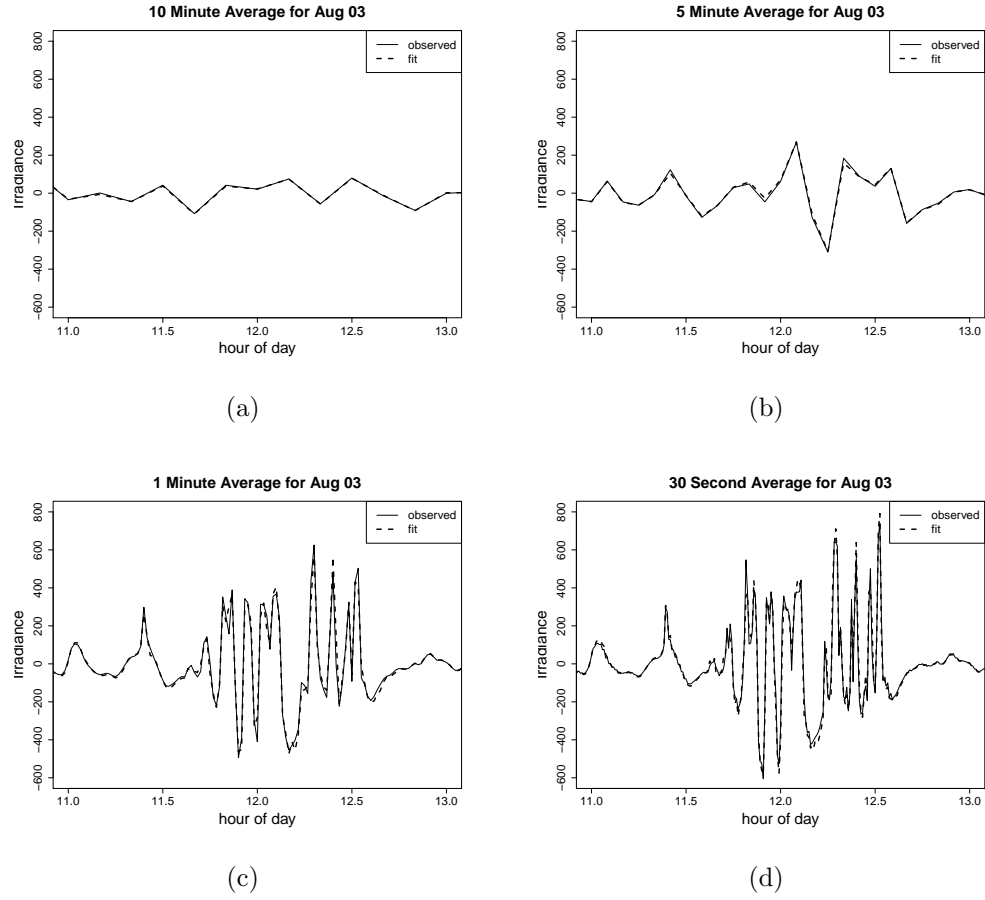 10 Minute Average for Aug 03
observed
fit
Irradiance
800
600
400
200
0
−200
−400
−600
11.0 11.5 12.0 12.5 13.0
hour of day
(a)
5 Minute Average for Aug 03
observed
fit
Irradiance
800
600
400
200
0
−200
−400
−600
11.0 11.5 12.0 12.5 13.0
hour of day
(b)
1 Minute Average for Aug 03
observed
fit
Irradiance
800
600
400
200
0
−200
−400
−600
11.0 11.5 12.0 12.5 13.0
hour of day
(c)
30 Second Average for Aug 03
observed
fit
Irradiance
800
600
400
200
0
−200
−400
−600
11.0 11.5 12.0 12.5 13.0
hour of day
(d)